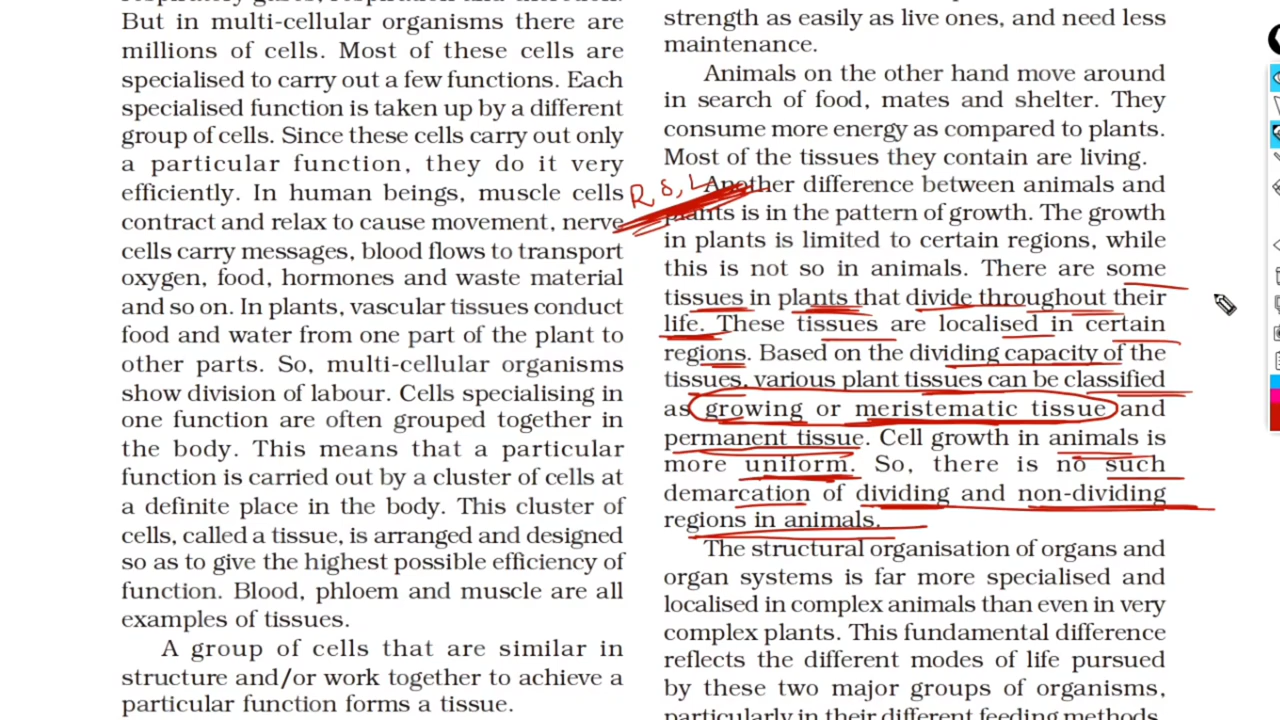 But in multi-cellular organisms there are
millions of cells. Most of these cells are
specialised to carry out a few functions. Each
specialised function is taken up by a different
group of cells. Since these cells carry out only
a particular function, they do it very
efficiently. In human beings, muscle cells
contract and relax to cause movement, nerve
cells carry messages, blood flows to transport
oxygen, food, hormones and waste material
and so on. In plants, vascular tissues conduct
food and water from one part of the plant to
other parts. So, multi-cellular organisms
show division of labour. Cells specialising in
one function are often grouped together in
the body. This means that a particular
function is carried out by a cluster of cells at
a definite place in the body. This cluster of
cells, called a tissue, is arranged and designed
so as to give the highest possible efficiency of
function. Blood, phloem and muscle are all
examples of tissues.
A group of cells that are similar in
structure and/or work together to achieve a
particular function forms a tissue.
strength as easily as live ones, and need less
maintenance.
Animals on the other hand move around
in search of food, mates and shelter. They
consume more energy as compared to plants.
Most of the tissues they contain are living.
R S, L
Another difference between animals and
plants is in the pattern of growth. The growth
in plants is limited to certain regions, while
this is not so in animals. There are some
tissues in plants that divide throughout their
life. These tissues are localised in certain
regions. Based on the dividing capacity of the
tissues, various plant tissues can be classified
as growing or meristematic tissue and
permanent tissue. Cell growth in animals is
more uniform. So, there is no such
demarcation of dividing and non-dividing
regions in animals.
The structural organisation of organs and
organ systems is far more specialised and
localised in complex animals than even in very
complex plants. This fundamental difference
reflects the different modes of life pursued
by these two major groups of organisms,
particularly in their different feeding methods.